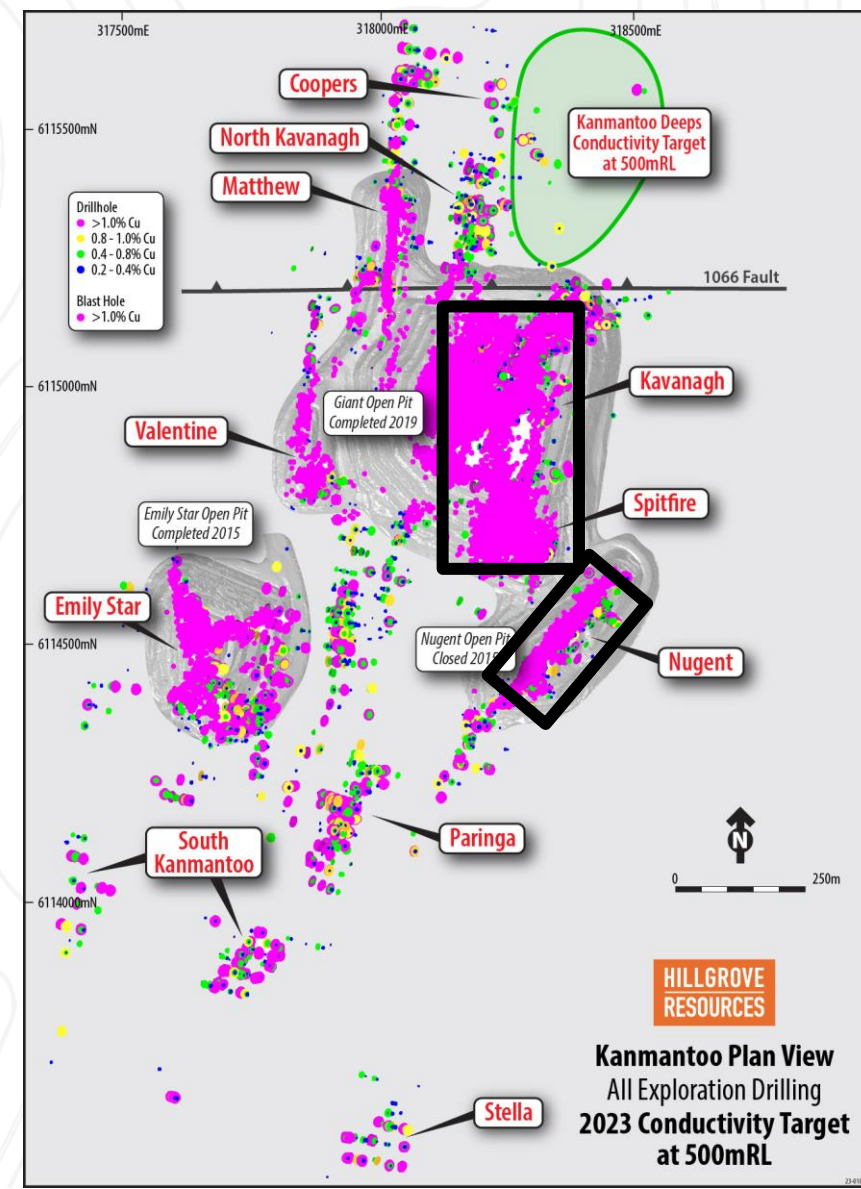 317500mE
318000mE
318500mE
Coopers
Kanmantoo Deeps
Conductivity Target
at 500mRL
6115500mN
North Kavanagh
Matthew
Drillhole
>1.0% Cu
0.8 - 1.0% Cu
0.4 - 0.8% Cu
0.2 - 0.4% Cu
Blast Hole
>1.0% Cu
1066 Fault
6115000mN
Giant Open Pit
Completed 2019
Kavanagh
Valentine
Emily Star Open Pit
Completed 2015
Spitfire
Emily Star
6114500mN
Nugent Open Pit
Closed 2015
Nugent
South
Kanmantoo
Paringa
N
0
250m
6114000mN
HILLGROVE
RESOURCES
Kanmantoo Plan View
All Exploration Drilling
2023 Conductivity Target
at 500mRL
Stella